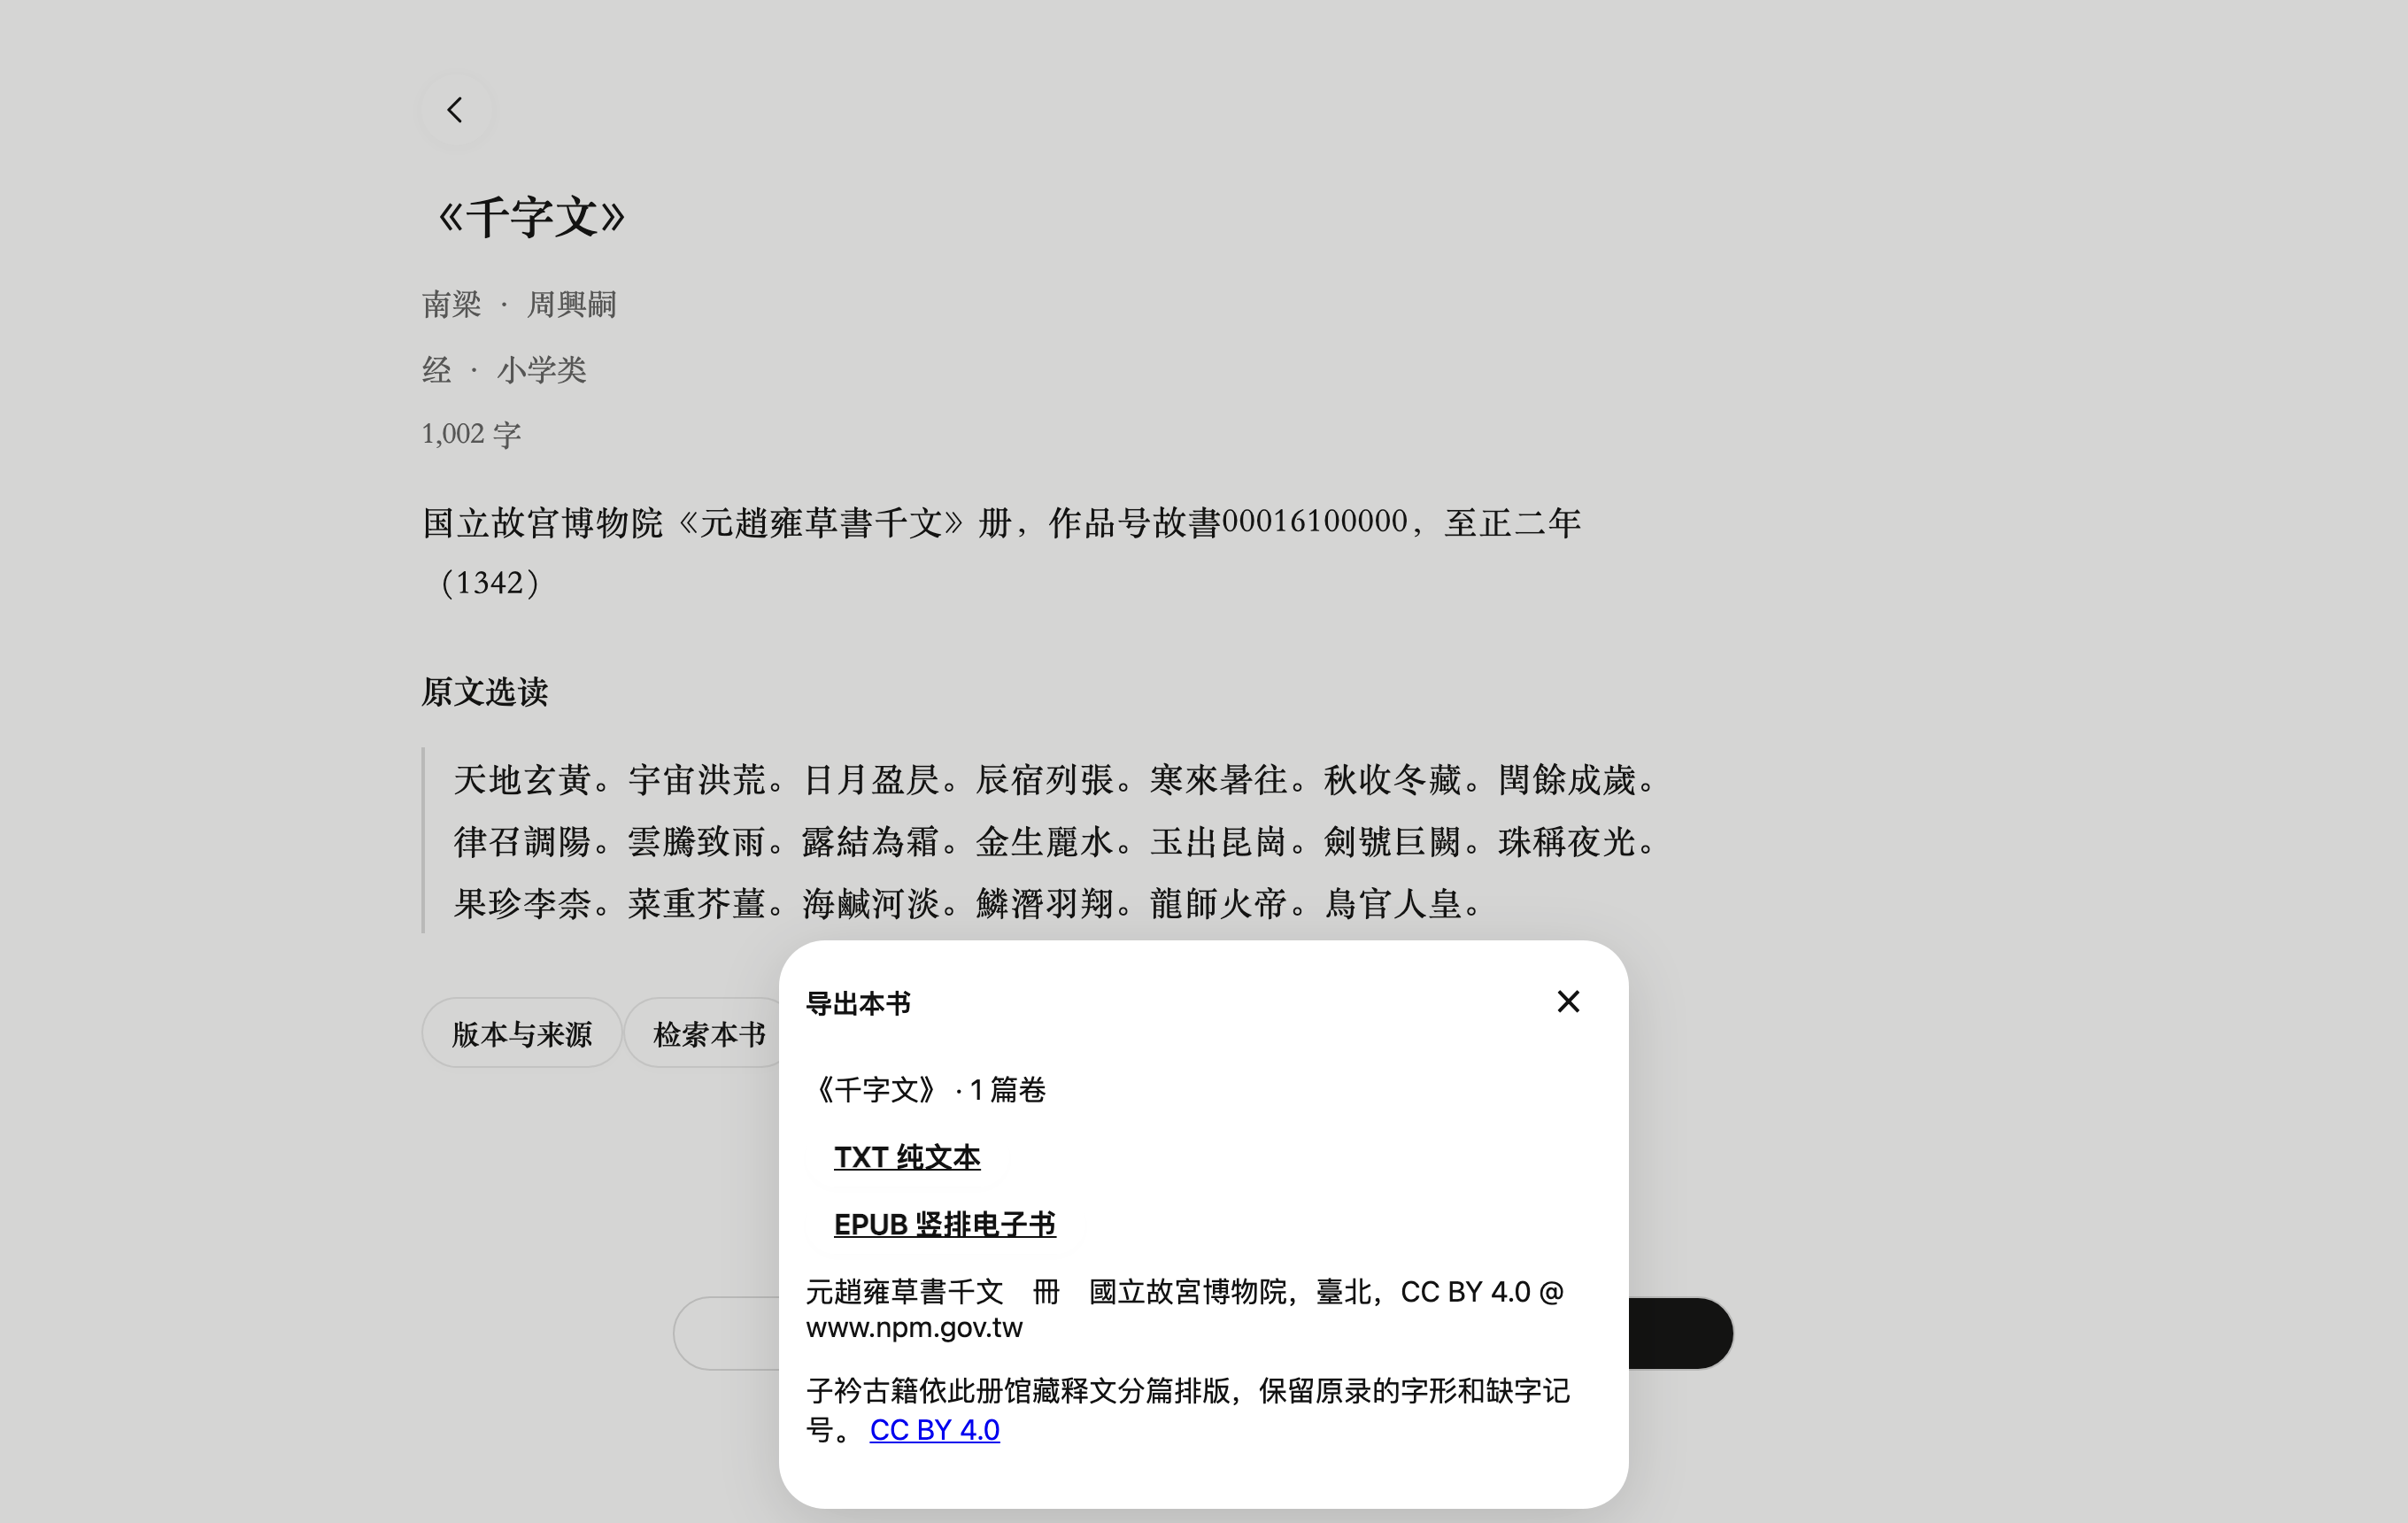 《千字文》
南梁 · 周興嗣
经 · 小学类
1,002 字
国立故宫博物院《元趙雍草書千文》册，作品号故書00016100000，至正二年
（1342）
原文选读
天地玄黃。宇宙洪荒。日月盈昃。辰宿列張。寒來暑往。秋收冬藏。閏餘成歲。
律召調陽。雲騰致雨。露結為霜。金生麗水。玉出昆崗。劍號巨闕。珠稱夜光。
果珍李柰。菜重芥薑。海鹹河淡。鱗潛羽翔。龍師火帝。鳥官人皇。
版本与来源
检索本书
导出本书
《千字文》 · 1 篇卷
TXT 纯文本
EPUB 竖排电子书
元趙雍草書千文　冊　國立故宮博物院，臺北，CC BY 4.0 @
www.npm.gov.tw
子衿古籍依此册馆藏释文分篇排版，保留原录的字形和缺字记
号。 CC BY 4.0